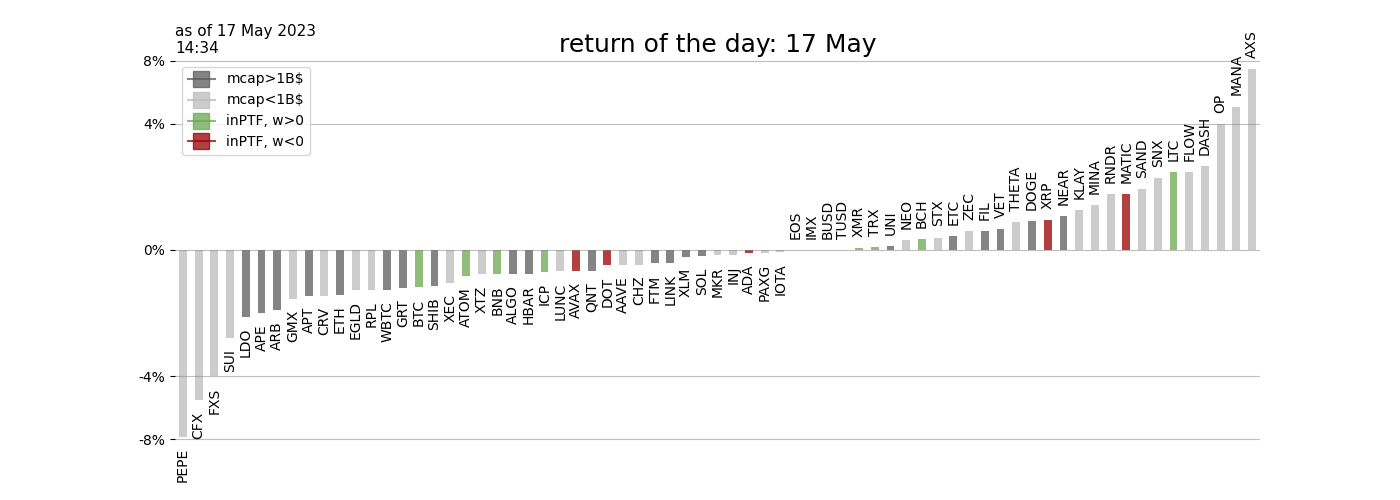 as of 17 May 2023
14:34
return of the day: 17 May
mcap>1B$
mcap<1B$
inPTF, w>0
inPTF, w<0
8%
4%
0%
-4%
-8%
PEPE
CFX
FXS
SUI
LDO
APE
ARB
GMX
APT
CRV
ETH
EGLD
RPL
WBTC
GRT
BTC
SHIB
XEC
ATOM
XTZ
BNB
ALGO
HBAR
ICP
LUNC
AVAX
QNT
DOT
AAVE
CHZ
FTM
LINK
XLM
SOL
MKR
INJ
ADA
PAXG
IOTA
EOS
IMX
BUSD
TUSD
XMR
TRX
UNI
NEO
BCH
STX
ETC
ZEC
FIL
VET
THETA
DOGE
XRP
NEAR
KLAY
MINA
RNDR
MATIC
SAND
SNX
LTC
FLOW
DASH
OP
MANA
AXS